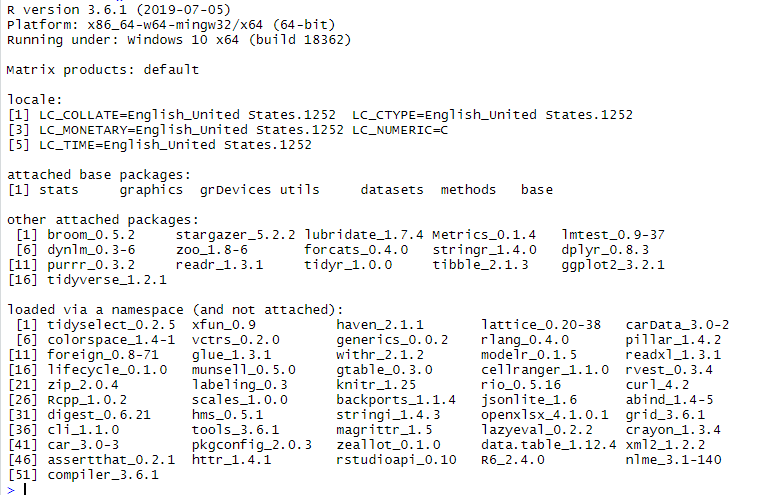 R version 3.6.1 (2019-07-05)
Platform: x86_64-w64-mingw32/x64 (64-bit)
Running under: Windows 10 x64 (build 18362)

Matrix products: default

locale:
[1] LC_COLLATE=English_United States.1252  LC_CTYPE=English_United States.1252
[3] LC_MONETARY=English_United States.1252 LC_NUMERIC=C
[5] LC_TIME=English_United States.1252

attached base packages:
[1] stats     graphics  grDevices utils     datasets  methods   base

other attached packages:
 [1] broom_0.5.2     stargazer_5.2.2 lubridate_1.7.4 Metrics_0.1.4   lmtest_0.9-37
 [6] dynlm_0.3-6     zoo_1.8-6       forcats_0.4.0   stringr_1.4.0   dplyr_0.8.3
[11] purrr_0.3.2     readr_1.3.1     tidyr_1.0.0     tibble_2.1.3    ggplot2_3.2.1
[16] tidyverse_1.2.1

loaded via a namespace (and not attached):
 [1] tidyselect_0.2.5  xfun_0.9          haven_2.1.1       lattice_0.20-38   carData_3.0-2
 [6] colorspace_1.4-1  vctrs_0.2.0       generics_0.0.2    rlang_0.4.0       pillar_1.4.2
[11] foreign_0.8-71    glue_1.3.1        withr_2.1.2       modelr_0.1.5      readxl_1.3.1
[16] lifecycle_0.1.0   munsell_0.5.0     gtable_0.3.0      cellranger_1.1.0  rvest_0.3.4
[21] zip_2.0.4         labeling_0.3      knitr_1.25        rio_0.5.16        curl_4.2
[26] Rcpp_1.0.2        scales_1.0.0      backports_1.1.4   jsonlite_1.6      abind_1.4-5
[31] digest_0.6.21     hms_0.5.1         stringi_1.4.3     openxlsx_4.1.0.1  grid_3.6.1
[36] cli_1.1.0         tools_3.6.1       magrittr_1.5      lazyeval_0.2.2    crayon_1.3.4
[41] car_3.0-3         pkgconfig_2.0.3   zeallot_0.1.0     data.table_1.12.4 xml2_1.2.2
[46] assertthat_0.2.1  httr_1.4.1        rstudioapi_0.10   R6_2.4.0          nlme_3.1-140
[51] compiler_3.6.1
>